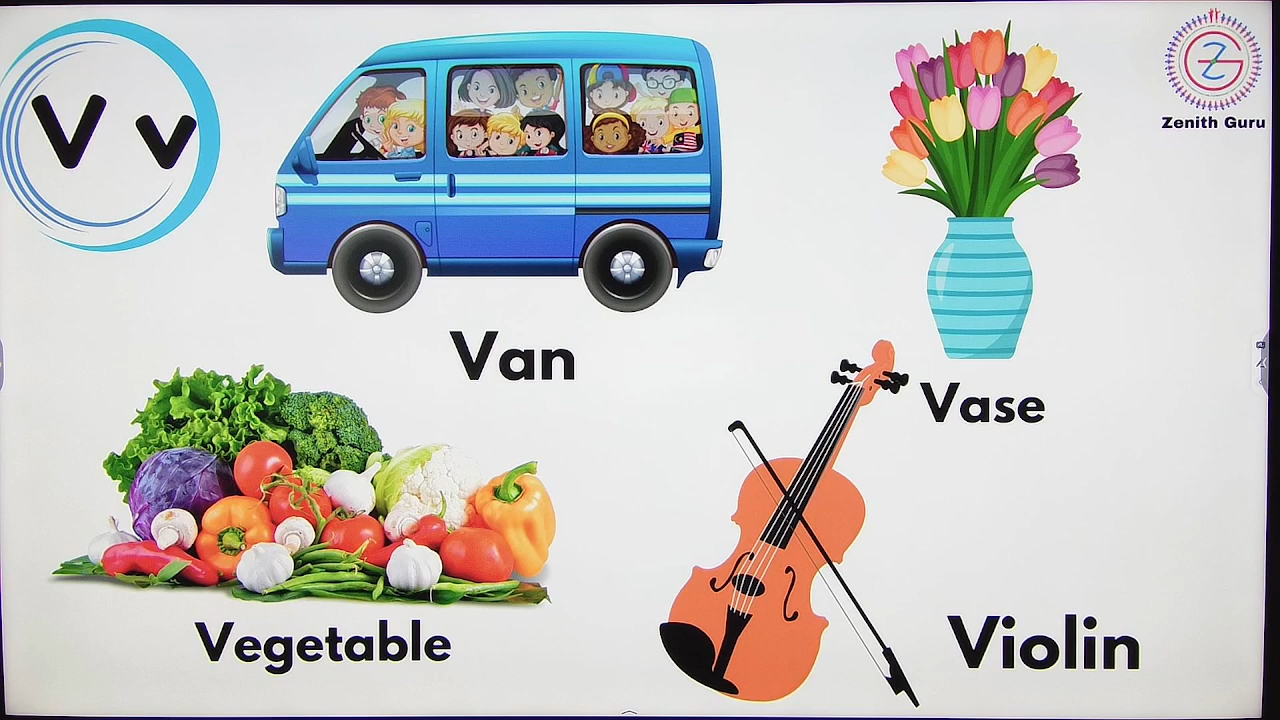 V v
Zenith Guru
Van
Vase
Vegetable
Violin